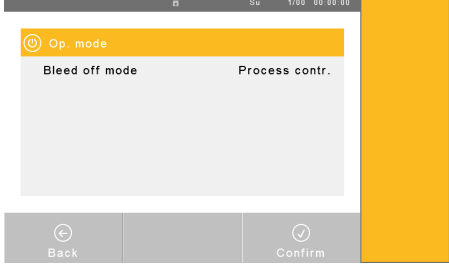 Su 1/00 00:00:00
Op. mode
Bleed off mode Process contr.
Back Confirm